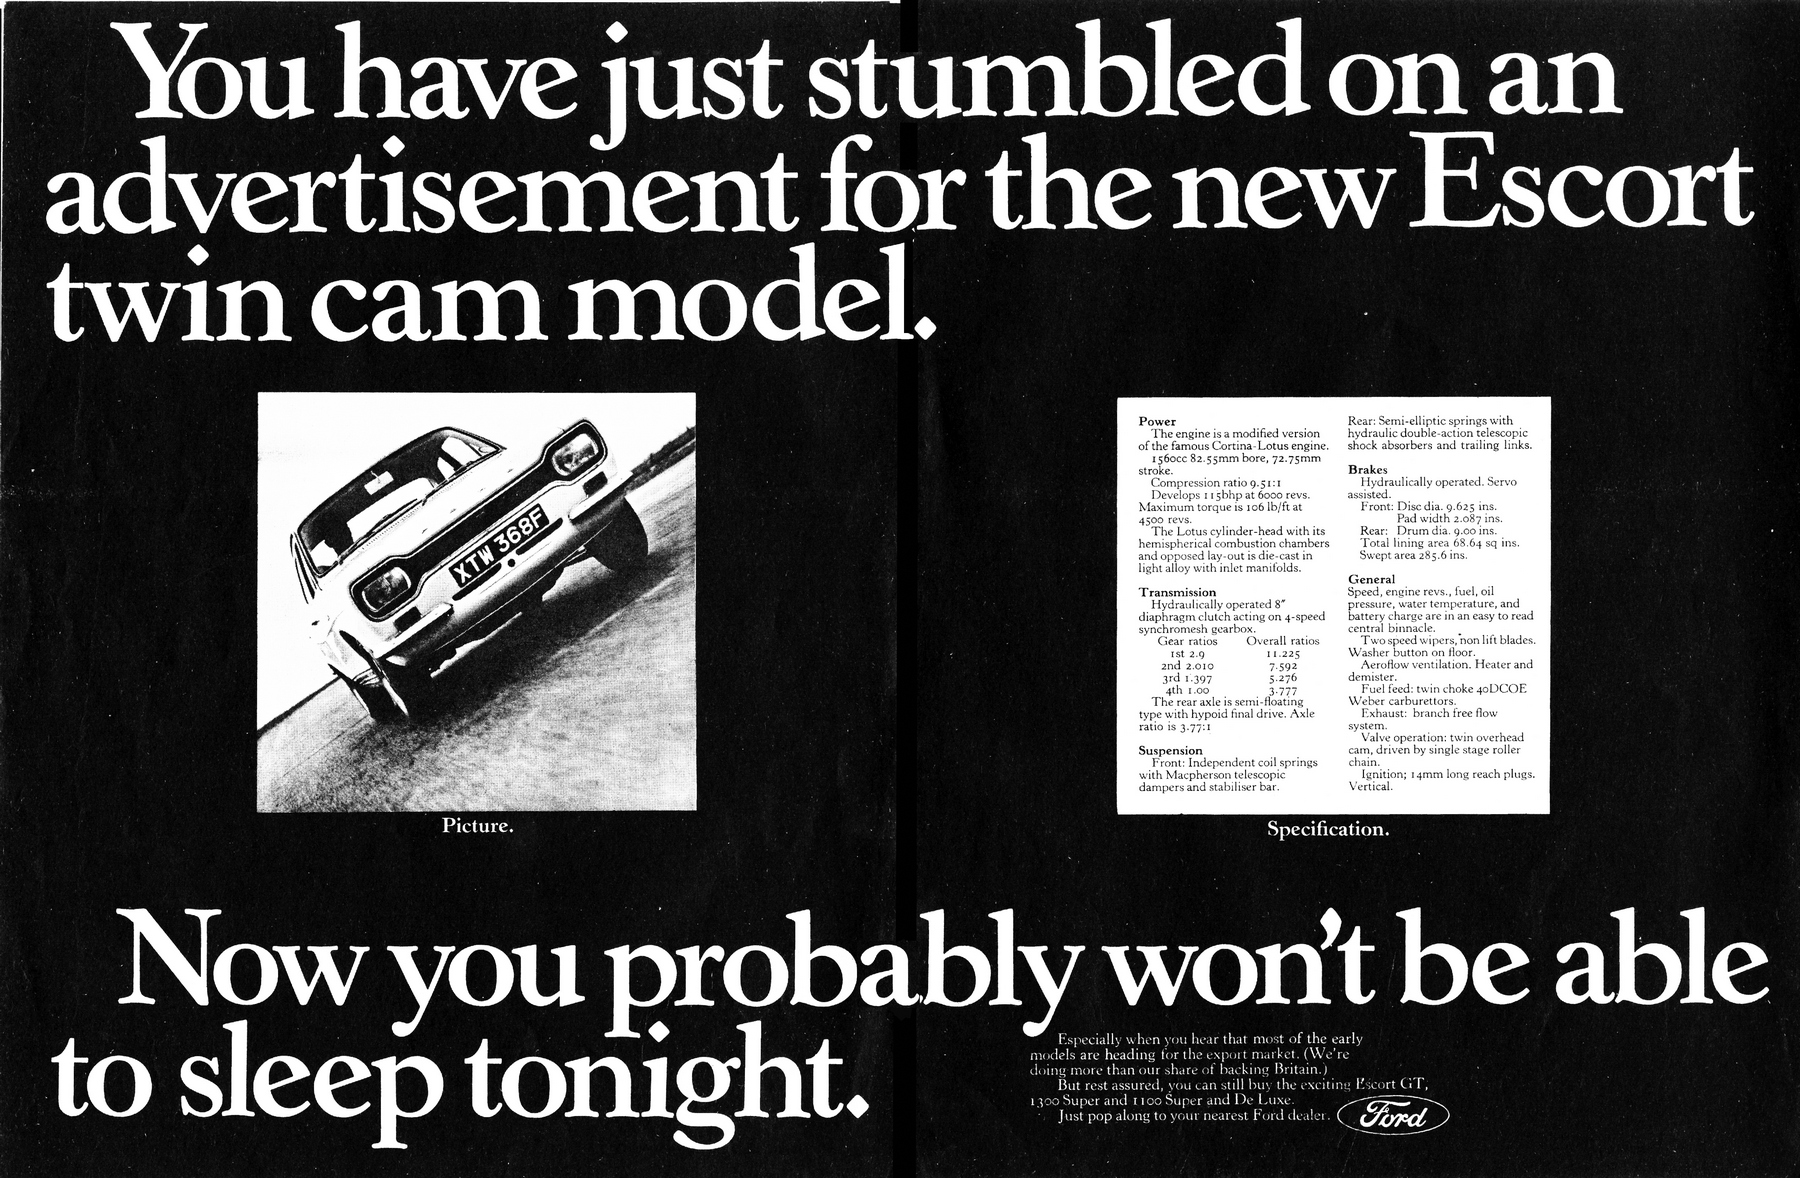 You have just stumbled on an
advertisement for the new Escort
twin cam model.
XTW 368F
Picture.
Power
The engine is a modified version
of the famous Cortina-Lotus engine.
1560cc 82.55mm bore, 72.75mm
stroke.
Compression ratio 9.51:1
Develops 115bhp at 6000 revs.
Maximum torque is 106 lb/ft at
4500 revs.
The Lotus cylinder-head with its
hemispherical combustion chambers
and opposed lay-out is die-cast in
light alloy with inlet manifolds.
Transmission
Hydraulically operated 8″
diaphragm clutch acting on 4-speed
synchromesh gearbox.
Gear ratios Overall ratios
1st 2.9 11.225
2nd 2.010 7.592
3rd 1.397 5.276
4th 1.00 3.777
The rear axle is semi-floating
type with hypoid final drive. Axle
ratio is 3.77:1
Suspension
Front: Independent coil springs
with Macpherson telescopic
dampers and stabiliser bar.
Rear: Semi-elliptic springs with
hydraulic double-action telescopic
shock absorbers and trailing links.
Brakes
Hydraulically operated. Servo
assisted.
Front: Disc dia. 9.625 ins.
Pad width 2.087 ins.
Rear: Drum dia. 9.00 ins.
Total lining area 68.64 sq ins.
Swept area 285.6 ins.
General
Speed, engine revs., fuel, oil
pressure, water temperature, and
battery charge are in an easy to read
central binnacle.
Two speed wipers, non lift blades.
Washer button on floor.
Aeroflow ventilation. Heater and
demister.
Fuel feed: twin choke 40DCOE
Weber carburettors.
Exhaust: branch free flow
system.
Valve operation: twin overhead
cam, driven by single stage roller
chain.
Ignition; 14mm long reach plugs.
Vertical.
Specification.
Now you probably won't be able
to sleep tonight.
Especially when you hear that most of the early
models are heading for the export market. (We're
doing more than our share of backing Britain.)
But rest assured, you can still buy the exciting Escort GT,
1300 Super and 1100 Super and De Luxe.
Just pop along to your nearest Ford dealer.
Ford